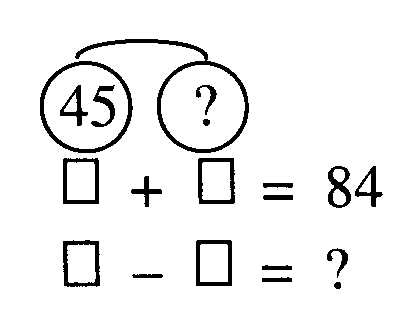 45 ?
□ + □ = 84
□ − □ = ?